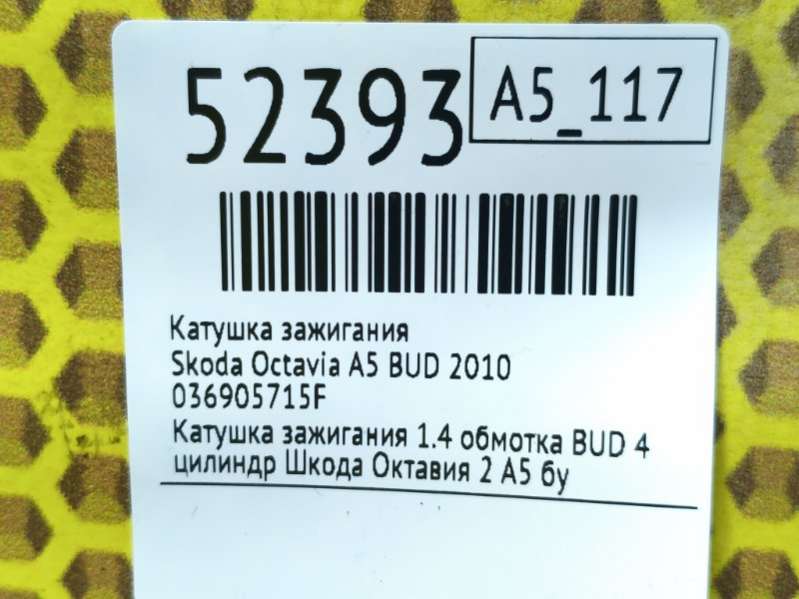 52393
A5_117
Катушка зажигания
Skoda Octavia A5 BUD 2010
036905715F
Катушка зажигания 1.4 обмотка BUD 4
цилиндр Шкода Октавия 2 А5 бу